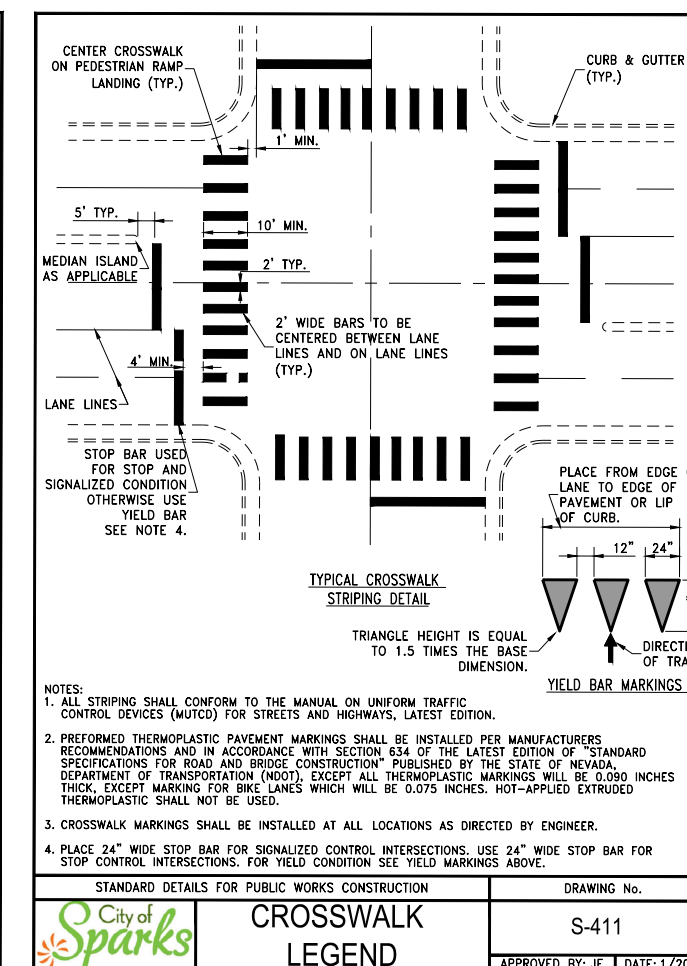 CENTER CROSSWALK
ON PEDESTRIAN RAMP
LANDING (TYP.)
CURB & GUTTER
(TYP.)
1' MIN.
5' TYP.
10' MIN.
MEDIAN ISLAND
AS APPLICABLE
2' TYP.
2' WIDE BARS TO BE
CENTERED BETWEEN LANE
LINES AND ON LANE LINES
(TYP.)
4' MIN.
LANE LINES
STOP BAR USED
FOR STOP AND
SIGNALIZED CONDITION
OTHERWISE USE
YIELD BAR
SEE NOTE 4.
PLACE FROM EDGE
LANE TO EDGE OF
PAVEMENT OR LIP
OF CURB.
12" 24"
TYPICAL CROSSWALK
STRIPING DETAIL
TRIANGLE HEIGHT IS EQUAL
TO 1.5 TIMES THE BASE
DIMENSION.
OF
YIELD BAR MARKINGS
NOTES:
1. ALL STRIPING SHALL CONFORM TO THE MANUAL ON UNIFORM TRAFFIC
CONTROL DEVICES (MUTCD) FOR STREETS AND HIGHWAYS, LATEST EDITION.
2. PREFORMED THERMOPLASTIC PAVEMENT MARKINGS SHALL BE INSTALLED PER MANUFACTURERS
RECOMMENDATIONS AND IN ACCORDANCE WITH SECTION 634 OF THE LATEST EDITION OF "STANDARD
SPECIFICATIONS FOR ROAD AND BRIDGE CONSTRUCTION" PUBLISHED BY THE STATE OF NEVADA,
DEPARTMENT OF TRANSPORTATION (NDOT), EXCEPT ALL THERMOPLASTIC MARKINGS WILL BE 0.090 INCHES
THICK, EXCEPT MARKING FOR BIKE LANES WHICH WILL BE 0.075 INCHES. HOT-APPLIED EXTRUDED
THERMOPLASTIC SHALL NOT BE USED.
3. CROSSWALK MARKINGS SHALL BE INSTALLED AT ALL LOCATIONS AS DIRECTED BY ENGINEER.
4. PLACE 24" WIDE STOP BAR FOR SIGNALIZED CONTROL INTERSECTIONS. USE 24" WIDE STOP BAR FOR
STOP CONTROL INTERSECTIONS. FOR YIELD CONDITION SEE YIELD MARKINGS ABOVE.
STANDARD DETAILS FOR PUBLIC WORKS CONSTRUCTION
DRAWING No.
City of
Sparks
CROSSWALK
LEGEND
S-411
APPROVED BY: JE DATE: